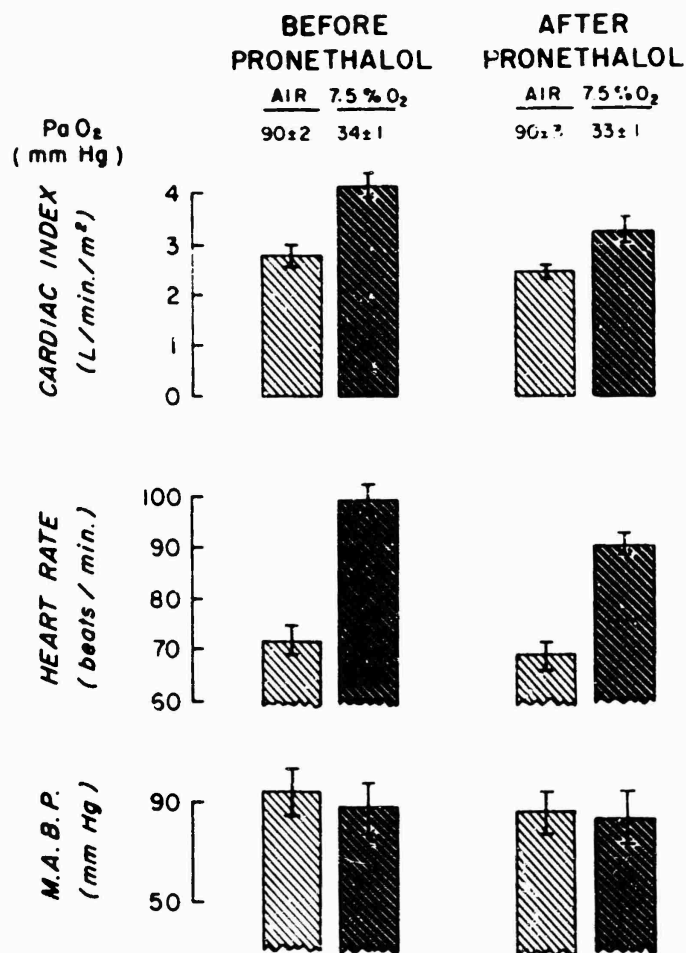 BEFORE PRONETHALOL
AFTER PRONETHALOL
AIR 7.5% O₂
AIR 7.5% O₂
PaO₂ (mm Hg)
90±2 34±1
33±1
CARDIAC INDEX
(L/min./m²)
4
3
2
1
0
HEART RATE
(beats/min.)
100
90
80
70
60
M.A.B.P.
(mm Hg)
90
50